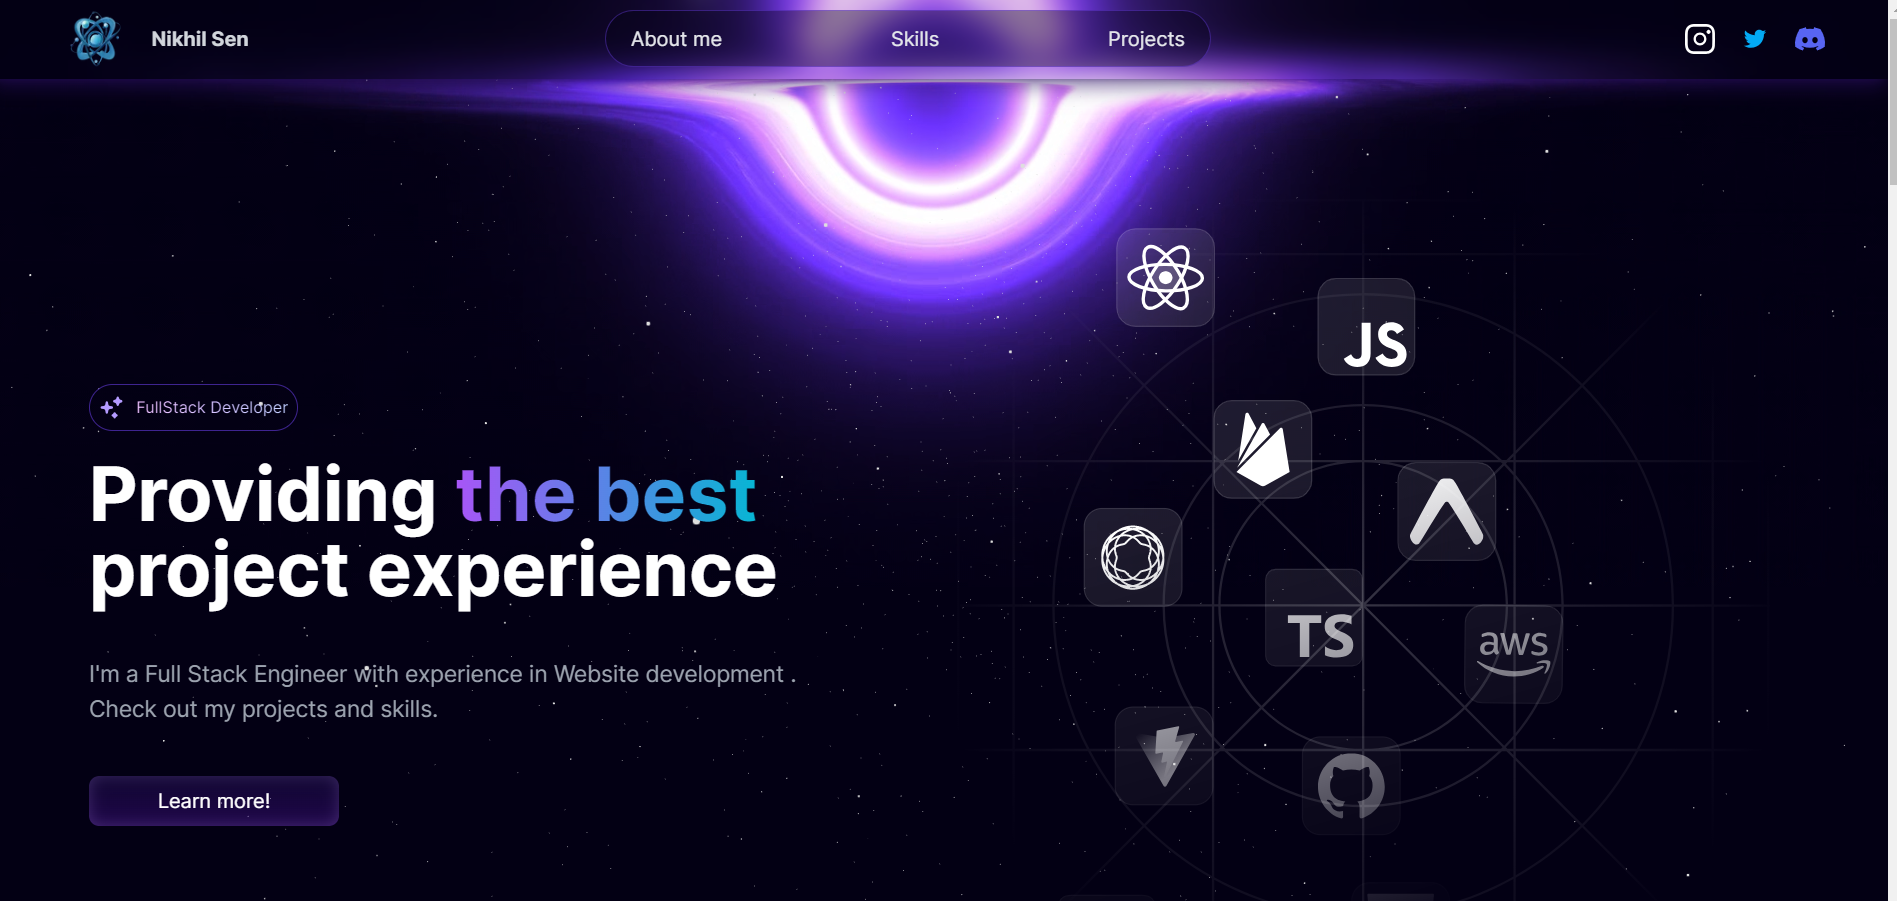 Nikhil Sen
About me
Skills
Projects
FullStack Developer
Providing the best
project experience
I'm a Full Stack Engineer with experience in Website development .
Check out my projects and skills.
Learn more!
JS
TS
aws